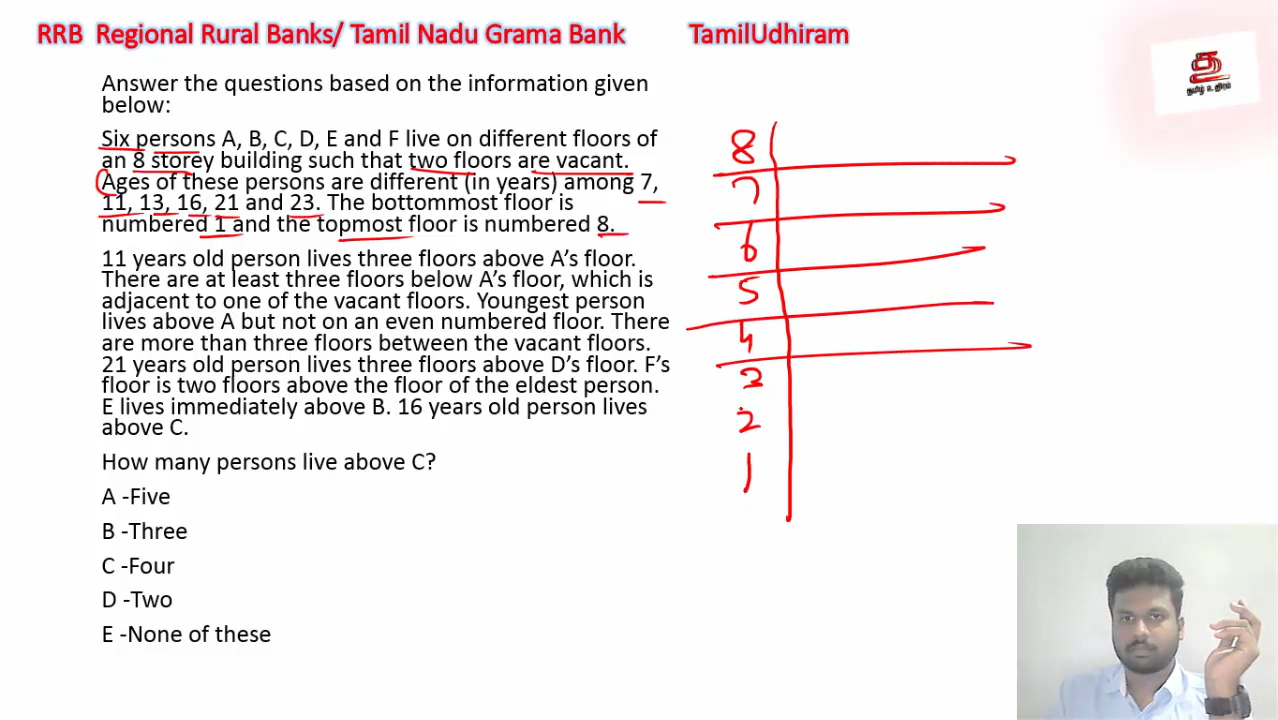 RRB Regional Rural Banks/ Tamil Nadu Grama Bank TamilUdhiram
தமிழ் உதிரம்
Answer the questions based on the information given
below:
Six persons A, B, C, D, E and F live on different floors of
an 8 storey building such that two floors are vacant.
Ages of these persons are different (in years) among 7,
11, 13, 16, 21 and 23. The bottommost floor is
numbered 1 and the topmost floor is numbered 8.
11 years old person lives three floors above A's floor.
There are at least three floors below A's floor, which is
adjacent to one of the vacant floors. Youngest person
lives above A but not on an even numbered floor. There
are more than three floors between the vacant floors.
21 years old person lives three floors above D's floor. F's
floor is two floors above the floor of the eldest person.
E lives immediately above B. 16 years old person lives
above C.
How many persons live above C?
A -Five
B -Three
C -Four
D -Two
E -None of these
8
7
6
5
4
3
2
1